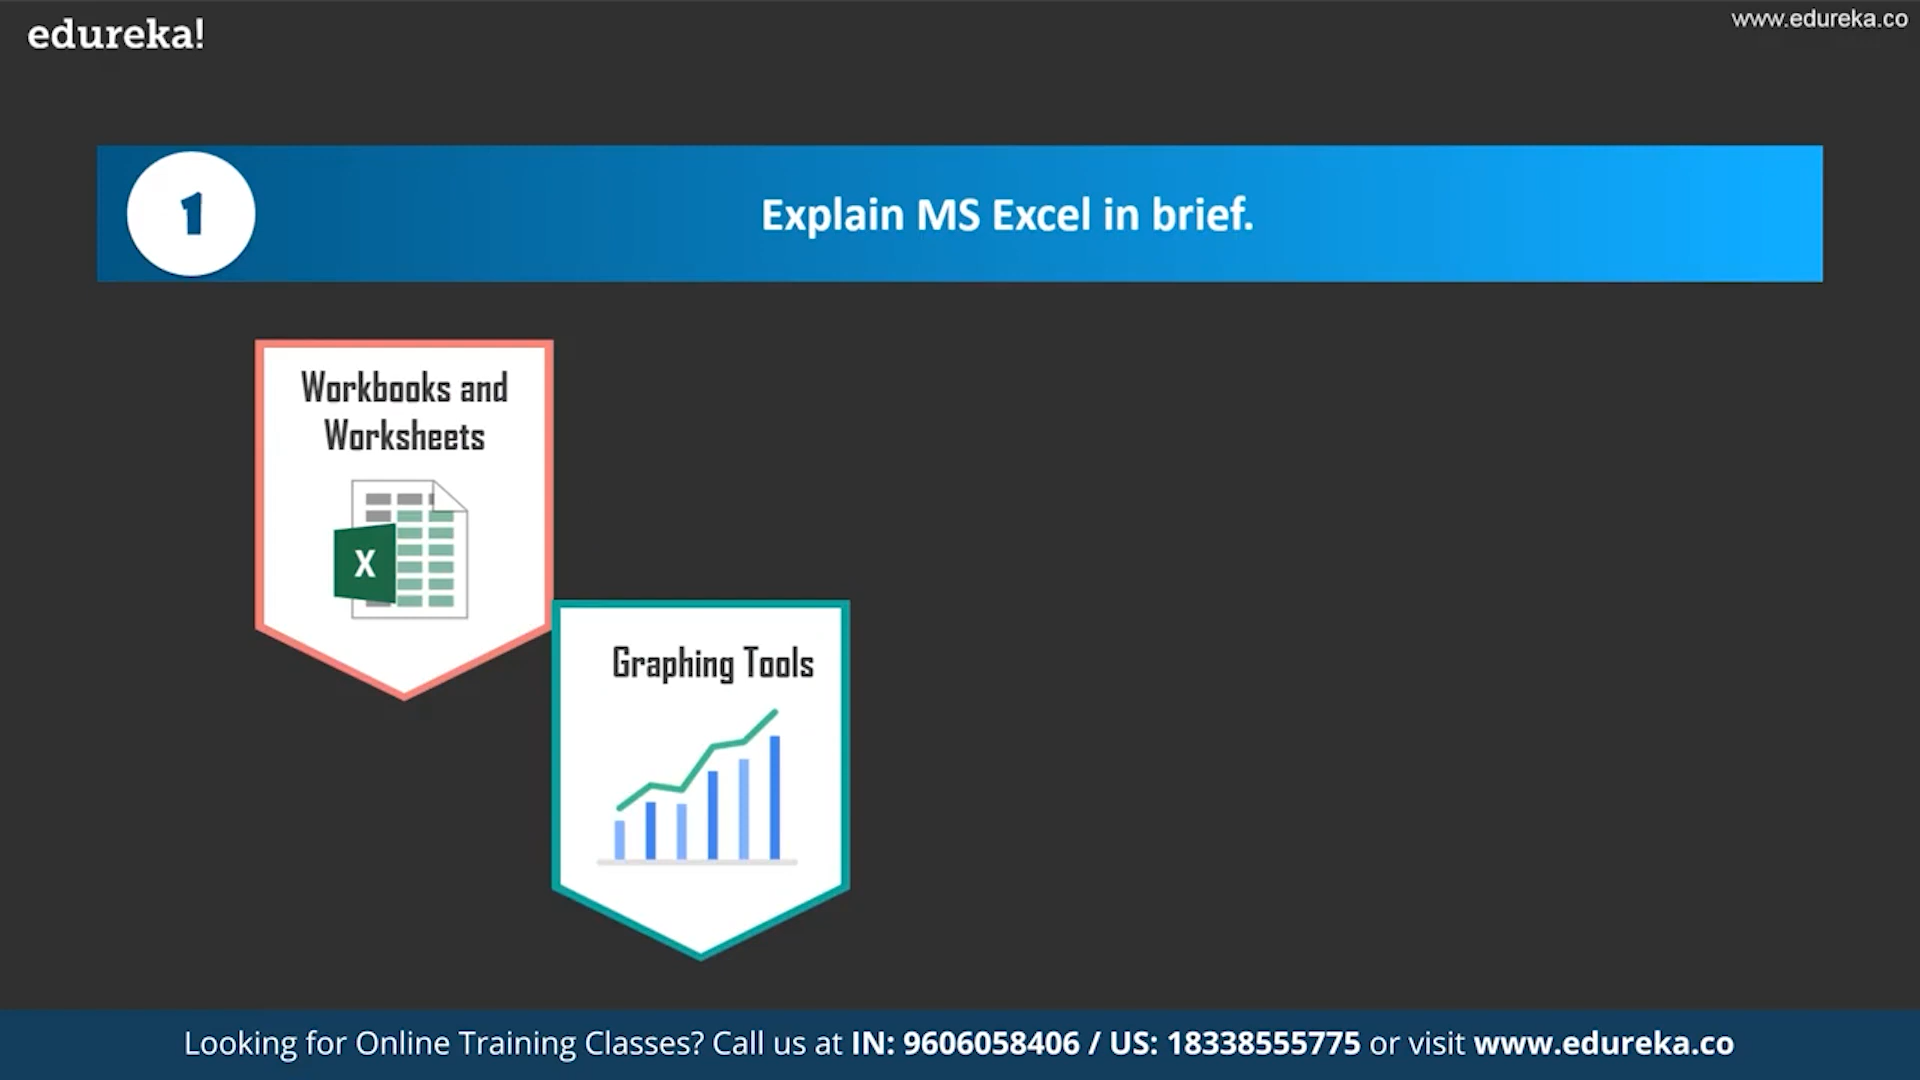 edureka!
www.edureka.co
1
Explain MS Excel in brief.
Workbooks and
Worksheets
X
Graphing Tools
Looking for Online Training Classes? Call us at IN: 9606058406 / US: 18338555775 or visit www.edureka.co